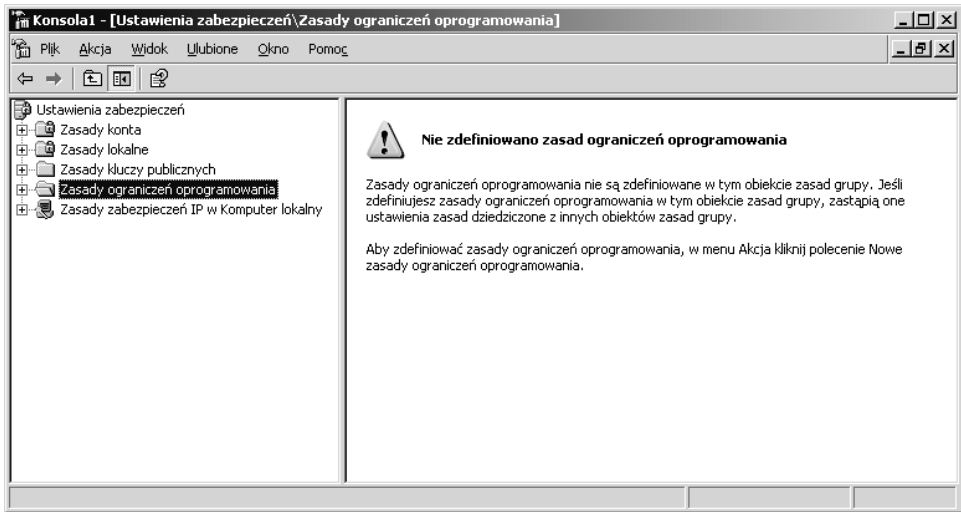 Konsola1 - [Ustawienia zabezpieczeń\Zasady ograniczeń oprogramowania]
Plik Akcja Widok Ulubione Okno Pomoc
Ustawienia zabezpieczeń
Zasady konta
Zasady lokalne
Zasady kluczy publicznych
Zasady ograniczeń oprogramowania
Zasady zabezpieczeń IP w Komputer lokalny
Nie zdefiniowano zasad ograniczeń oprogramowania
Zasady ograniczeń oprogramowania nie są zdefiniowane w tym obiekcie zasad grupy. Jeśli
zdefiniujesz zasady ograniczeń oprogramowania w tym obiekcie zasad grupy, zastąpią one
ustawienia zasad dziedziczone z innych obiektów zasad grupy.
Aby zdefiniować zasady ograniczeń oprogramowania, w menu Akcja kliknij polecenie Nowe
zasady ograniczeń oprogramowania.